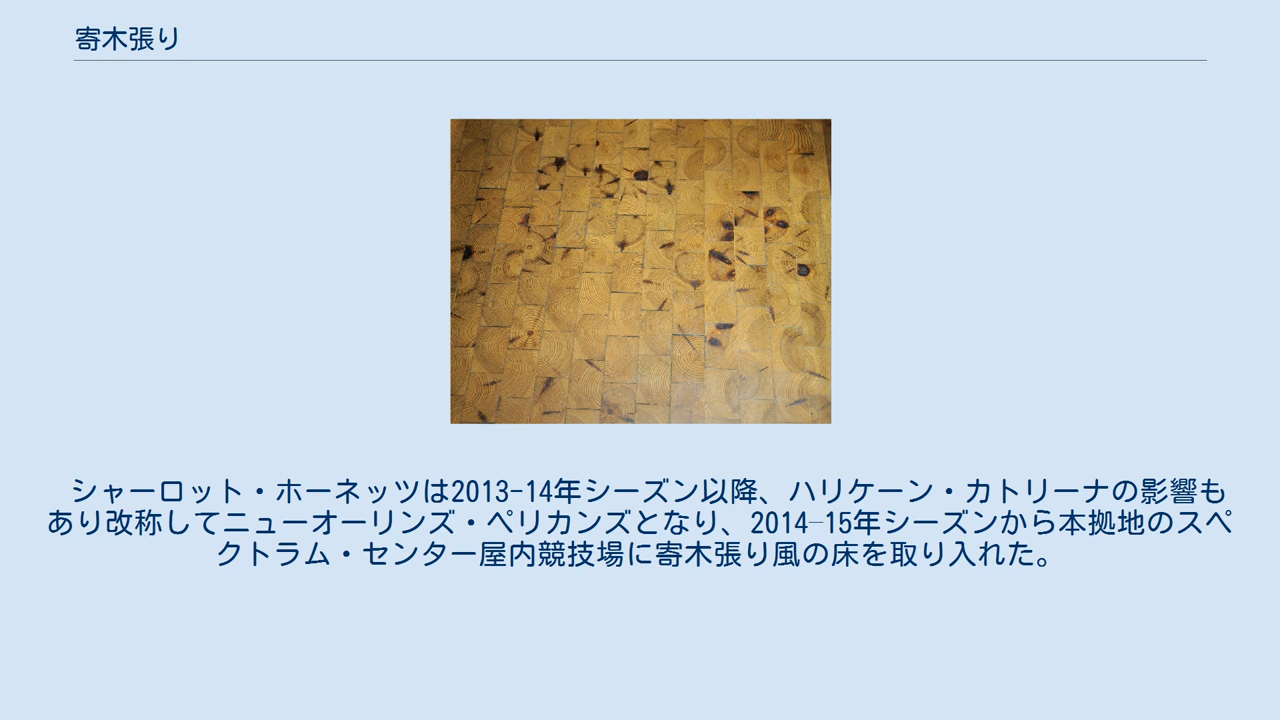 寄木張り
シャーロット・ホーネッツは2013-14年シーズン以降、ハリケーン・カトリーナの影響も
あり改称してニューオーリンズ・ペリカンズとなり、2014–15年シーズンから本拠地のスペ
クトラム・センター屋内競技場に寄木張り風の床を取り入れた。